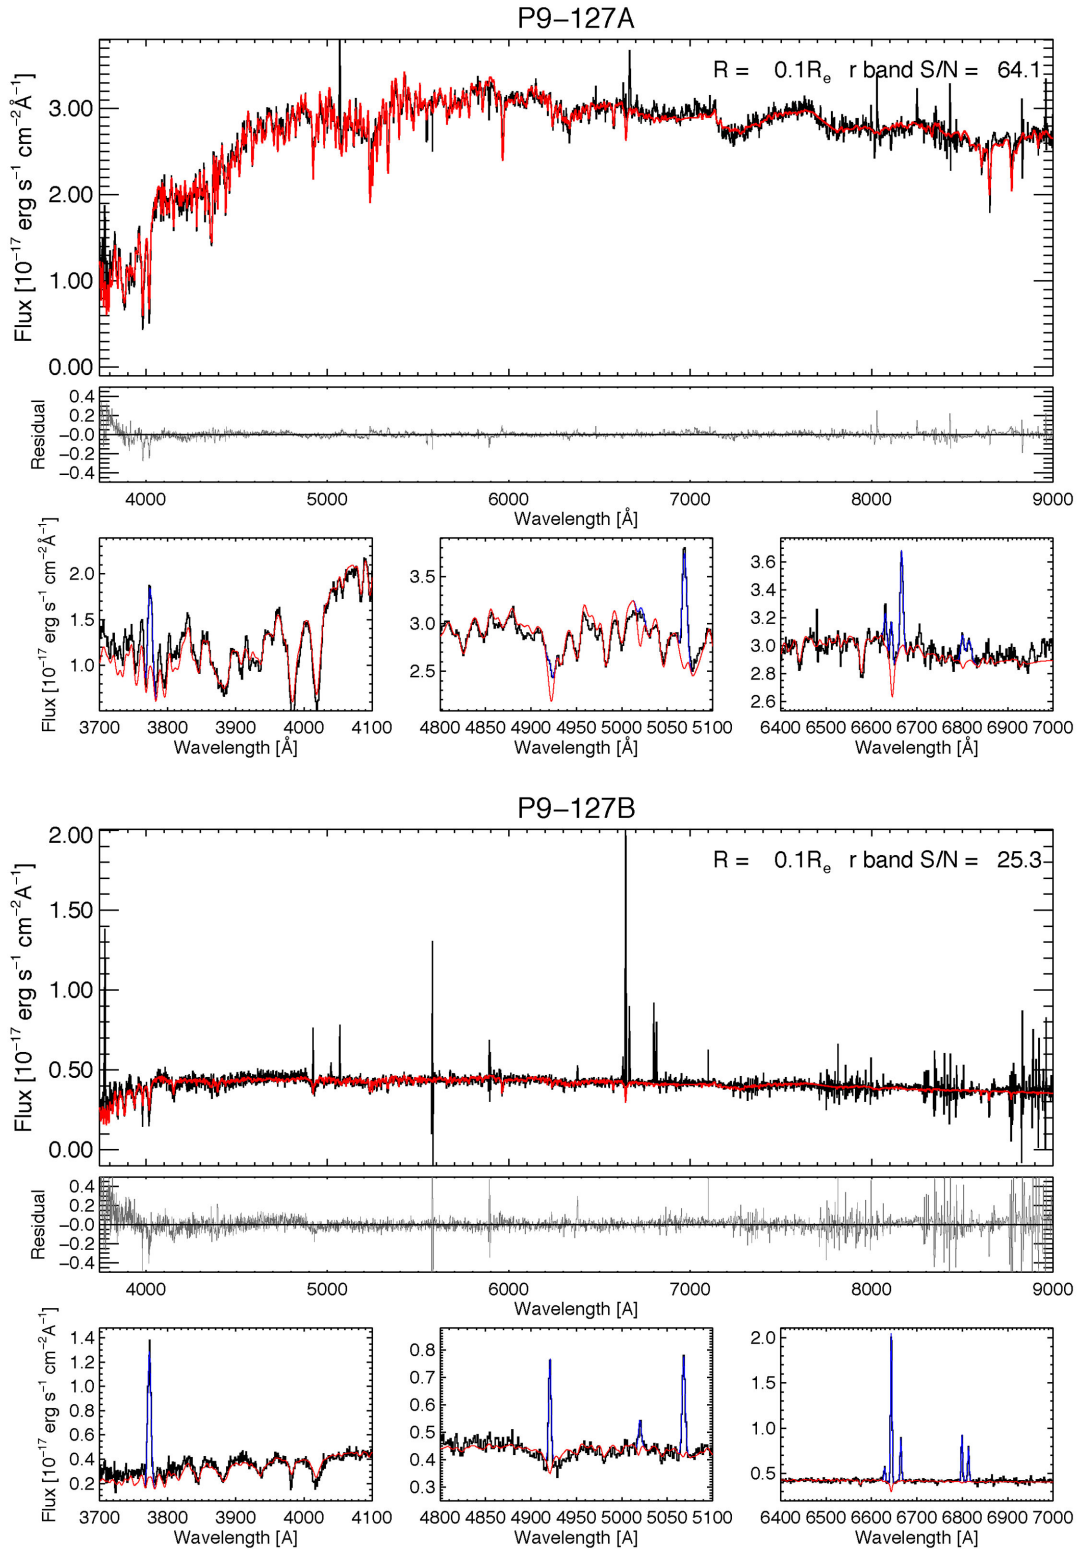 P9−127A
R = 0.1Re r band S/N = 64.1
Flux [10−17 erg s−1 cm−2Å−1]
3.00
2.00
1.00
0.00
Residual
0.4
0.2
−0.0
−0.2
−0.4
4000 5000 6000 7000 8000 9000
Wavelength [Å]
Flux [10−17 erg s−1 cm−2Å−1]
2.0
1.5
1.0
3700 3800 3900 4000 4100
Wavelength [Å]
3.5
3.0
2.5
4800 4850 4900 4950 5000 5050 5100
Wavelength [Å]
3.6
3.4
3.2
3.0
2.8
2.6
6400 6500 6600 6700 6800 6900 7000
Wavelength [Å]
P9−127B
R = 0.1Re r band S/N = 25.3
Flux [10−17 erg s−1 cm−2A−1]
2.00
1.50
1.00
0.50
0.00
Residual
0.4
0.2
−0.0
−0.2
−0.4
4000 5000 6000 7000 8000 9000
Wavelength [A]
Flux [10−17 erg s−1 cm−2A−1]
1.4
1.2
1.0
0.8
0.6
0.4
0.2
3700 3800 3900 4000 4100
Wavelength [A]
0.8
0.7
0.6
0.5
0.4
0.3
4800 4850 4900 4950 5000 5050 5100
Wavelength [A]
2.0
1.5
1.0
0.5
6400 6500 6600 6700 6800 6900 7000
Wavelength [A]